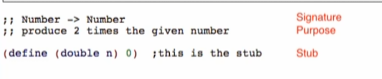 ;; Number -> Number Signature
;; produce 2 times the given number Purpose
(define (double n) 0) ;this is the stub Stub